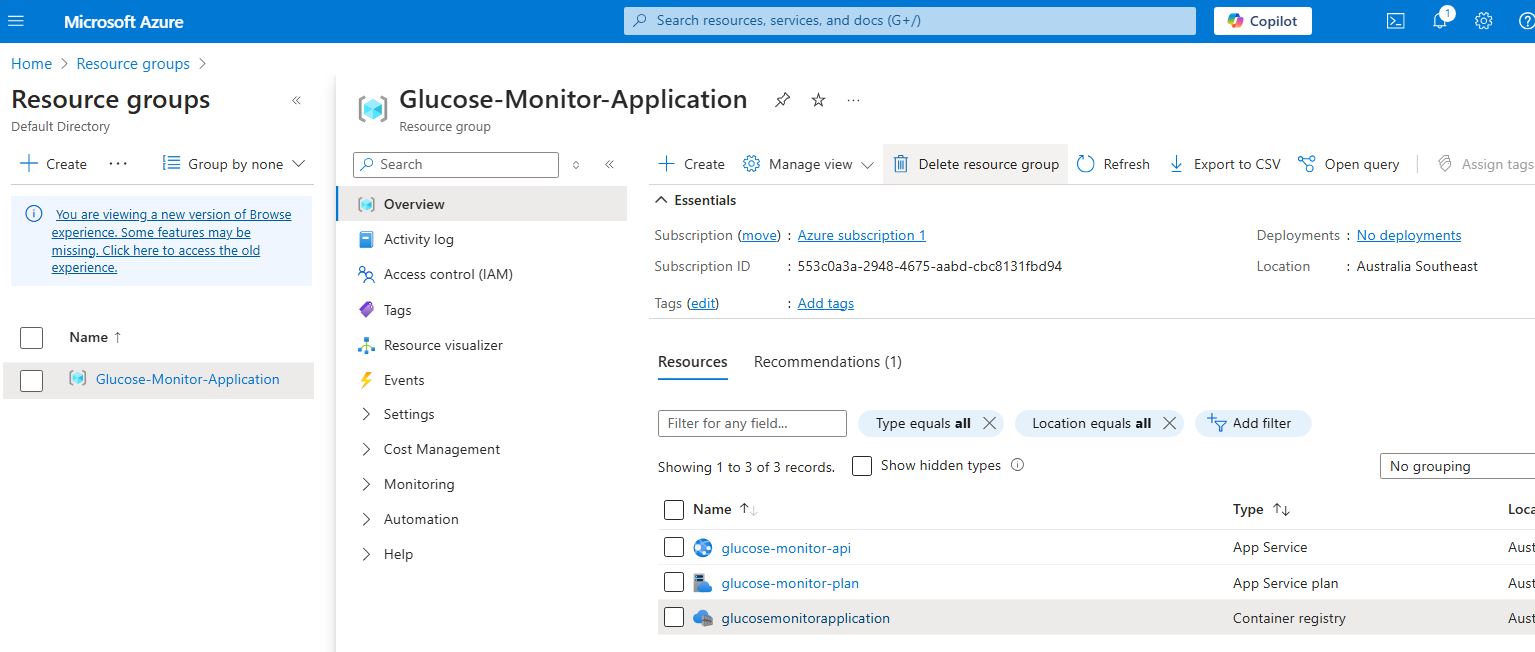 Microsoft Azure
Search resources, services, and docs (G+/)
Copilot
1
Home > Resource groups >
Resource groups
Default Directory
Create
Group by none
You are viewing a new version of Browse
experience. Some features may be
missing. Click here to access the old
experience.
Name ↑
Glucose-Monitor-Application
Glucose-Monitor-Application
Resource group
Search
Overview
Activity log
Access control (IAM)
Tags
Resource visualizer
Events
Settings
Cost Management
Monitoring
Automation
Help
Create Manage view Delete resource group Refresh Export to CSV Open query Assign tags
Essentials
Subscription (move) : Azure subscription 1
Subscription ID : 553c0a3a-2948-4675-aabd-cbc8131fbd94
Tags (edit) : Add tags
Deployments : No deployments
Location : Australia Southeast
Resources Recommendations (1)
Filter for any field... Type equals all Location equals all Add filter
Showing 1 to 3 of 3 records. Show hidden types No grouping
Name ↑↓ Type ↑↓ Loca
glucose-monitor-api App Service Aust
glucose-monitor-plan App Service plan Aust
glucosemonitorapplication Container registry Aust